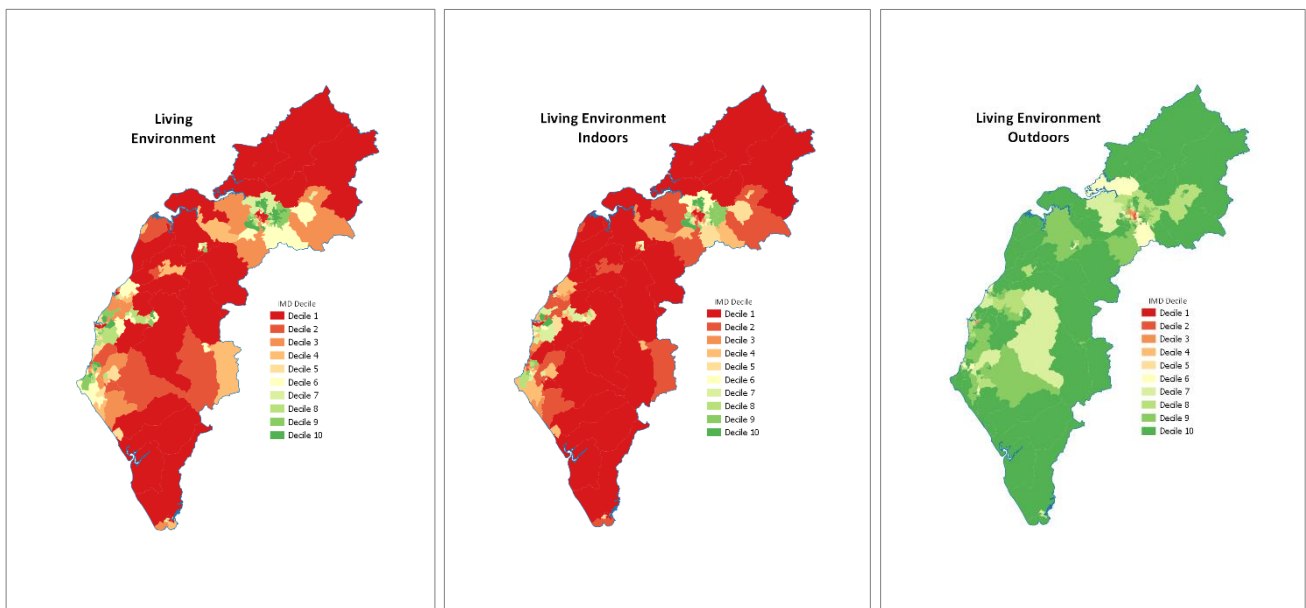 Living
Environment
IMD Decile
Decile 1
Decile 2
Decile 3
Decile 4
Decile 5
Decile 6
Decile 7
Decile 8
Decile 9
Decile 10
Living Environment
Indoors
IMD Decile
Decile 1
Decile 2
Decile 3
Decile 4
Decile 5
Decile 6
Decile 7
Decile 8
Decile 9
Decile 10
Living Environment
Outdoors
IMD Decile
Decile 1
Decile 2
Decile 3
Decile 4
Decile 5
Decile 6
Decile 7
Decile 8
Decile 9
Decile 10